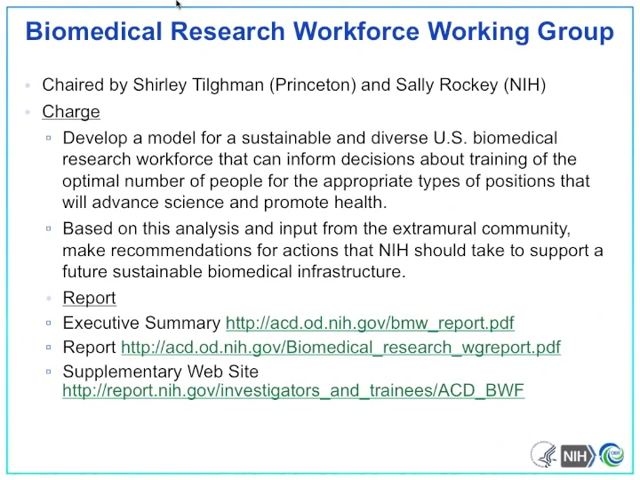 Biomedical Research Workforce Working Group
Chaired by Shirley Tilghman (Princeton) and Sally Rockey (NIH)
Charge
Develop a model for a sustainable and diverse U.S. biomedical
research workforce that can inform decisions about training of the
optimal number of people for the appropriate types of positions that
will advance science and promote health.
Based on this analysis and input from the extramural community,
make recommendations for actions that NIH should take to support a
future sustainable biomedical infrastructure.
Report
Executive Summary http://acd.od.nih.gov/bmw_report.pdf
Report http://acd.od.nih.gov/Biomedical_research_wgreport.pdf
Supplementary Web Site
http://report.nih.gov/investigators_and_trainees/ACD_BWF
NIH